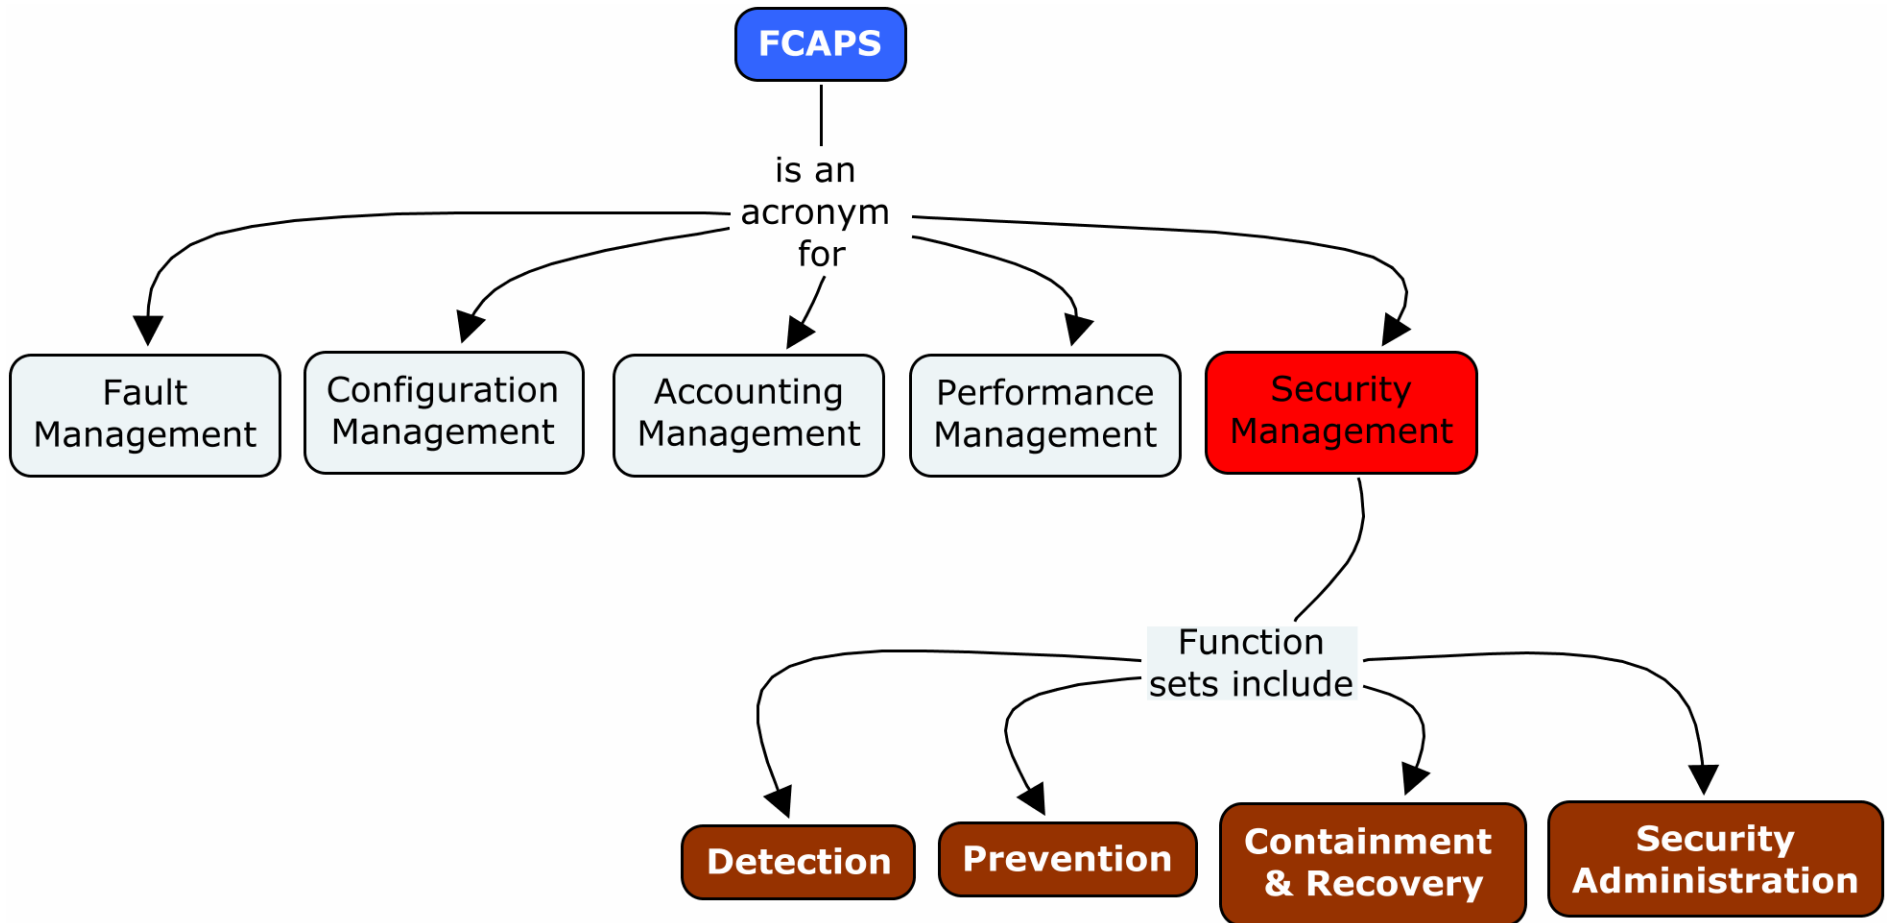 FCAPS
is an
acronym
for
Fault
Management
Configuration
Management
Accounting
Management
Performance
Management
Security
Management
Function
sets include
Detection
Prevention
Containment
& Recovery
Security
Administration